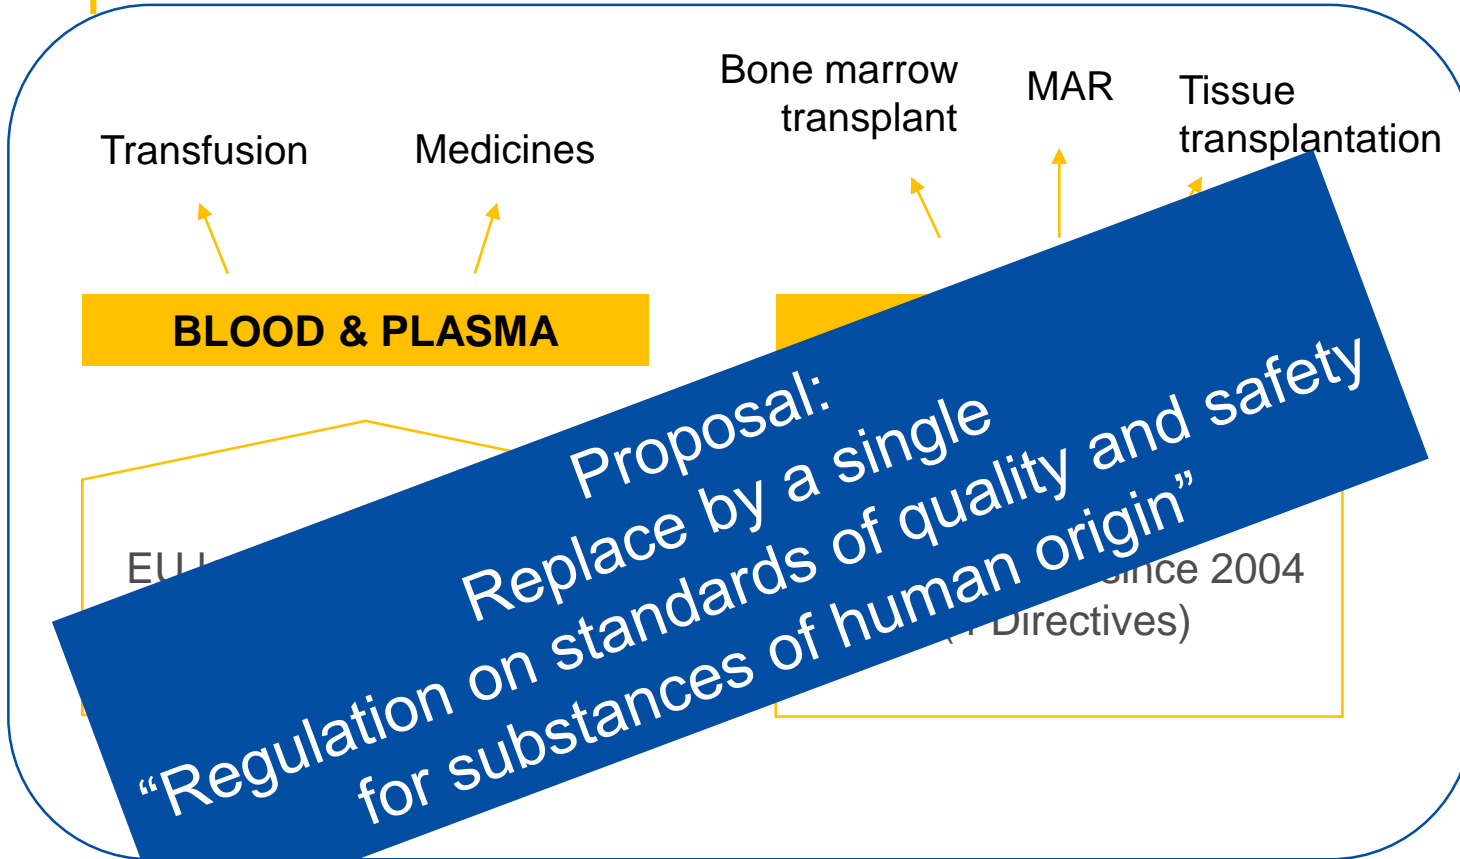 Bone marrow
transplant
MAR
Tissue
transplantation
Transfusion
Medicines
BLOOD & PLASMA
Proposal:
Replace by a single
“Regulation on standards of quality and safety
for substances of human origin”
EU
since 2004
Directives)